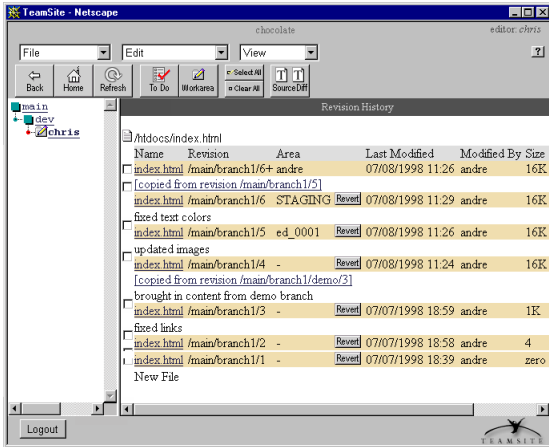 TeamSite - Netscape
chocolate
editor: chris
File Edit View ?
Back Home Refresh To Do Workarea Select All Clear All SourceDiff
Revision History
main
dev
chris
/htdocs/index.html
Name Revision Area Last Modified Modified By Size
index.html /main/branch1/6+ andre 07/08/1998 11:26 andre 16K
[copied from revision /main/branch1/5]
index.html /main/branch1/6 STAGING Revert 07/08/1998 11:29 andre 16K
fixed text colors
index.html /main/branch1/5 ed_0001 Revert 07/08/1998 11:26 andre 16K
updated images
index.html /main/branch1/4 - Revert 07/08/1998 11:24 andre 16K
[copied from revision /main/branch1/demo/3]
brought in content from demo branch
index.html /main/branch1/3 - Revert 07/07/1998 18:59 andre 1K
fixed links
index.html /main/branch1/2 - Revert 07/07/1998 18:58 andre 4
index.html /main/branch1/1 - Revert 07/07/1998 18:39 andre zero
New File
Logout
TEAMSITE